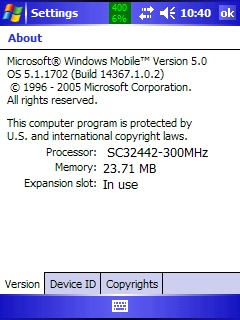 Settings 400 6% 10:40 ok
About
Microsoft® Windows Mobile™ Version 5.0
OS 5.1.1702 (Build 14367.1.0.2)
© 1996 - 2005 Microsoft Corporation.
All rights reserved.
This computer program is protected by
U.S. and international copyright laws.
Processor: SC32442-300MHz
Memory: 23.71 MB
Expansion slot: In use
Version Device ID Copyrights